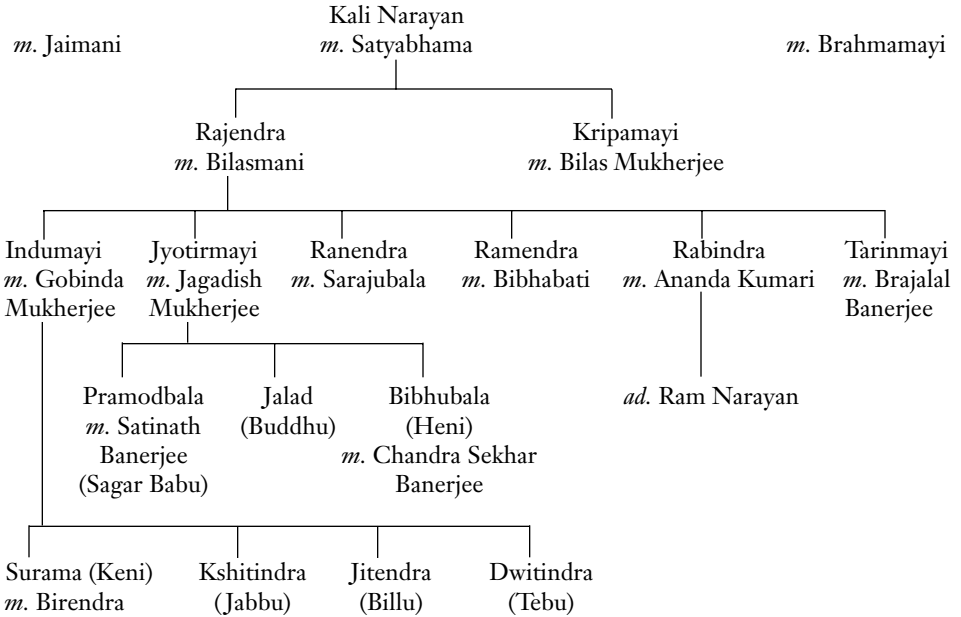 Kali Narayan
m. Jaimani
m. Satyabhama
m. Brahmamayi
Rajendra
m. Bilasmani
Kripamayi
m. Bilas Mukherjee
Indumayi
m. Gobinda
Mukherjee
Jyotirmayi
m. Jagadish
Mukherjee
Ranendra
m. Sarajubala
Ramendra
m. Bibhabati
Rabindra
m. Ananda Kumari
Tarinmayi
m. Brajalal
Banerjee
Pramodbala
m. Satinath
Banerjee
(Sagar Babu)
Jalad
(Buddhu)
Bibhubala
(Heni)
m. Chandra Sekhar
Banerjee
ad. Ram Narayan
Surama (Keni)
m. Birendra
Kshitindra
(Jabbu)
Jitendra
(Billu)
Dwitindra
(Tebu)